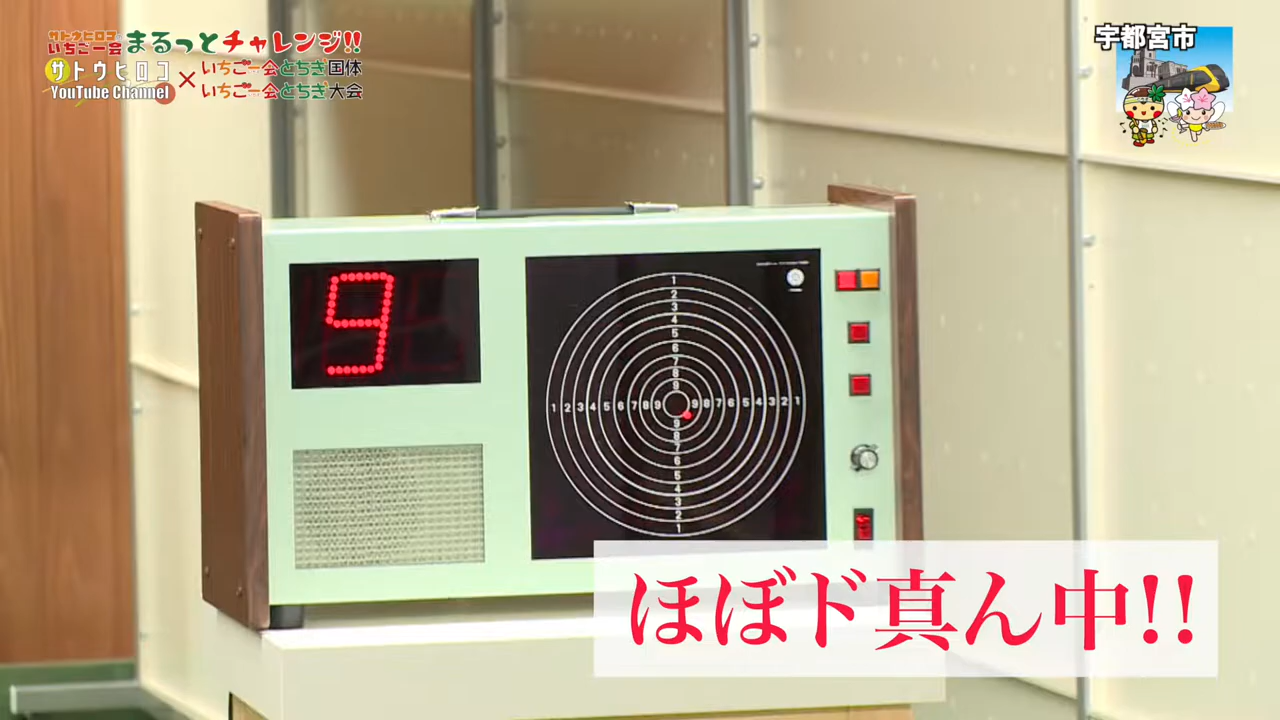 サトウヒロコの
いちご一会 まるっとチャレンジ!!
サトウヒロコ
YouTube Channel
×
いちご一会とちぎ国体
いちご一会とちぎ大会
宇都宮市
9
1
2
3
4
5
6
7
8
9
1 2 3 4 5 6 7 8 9 9 8 7 6 5 4 3 2 1
9
8
7
6
5
4
3
2
1
ほぼド真ん中!!